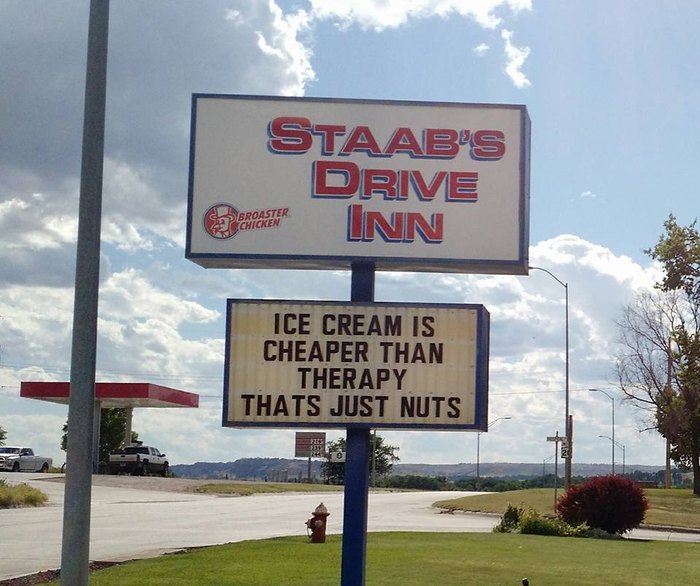 STAAB'S
DRIVE
INN
BROASTER
CHICKEN
ICE CREAM IS
CHEAPER THAN
THERAPY
THATS JUST NUTS